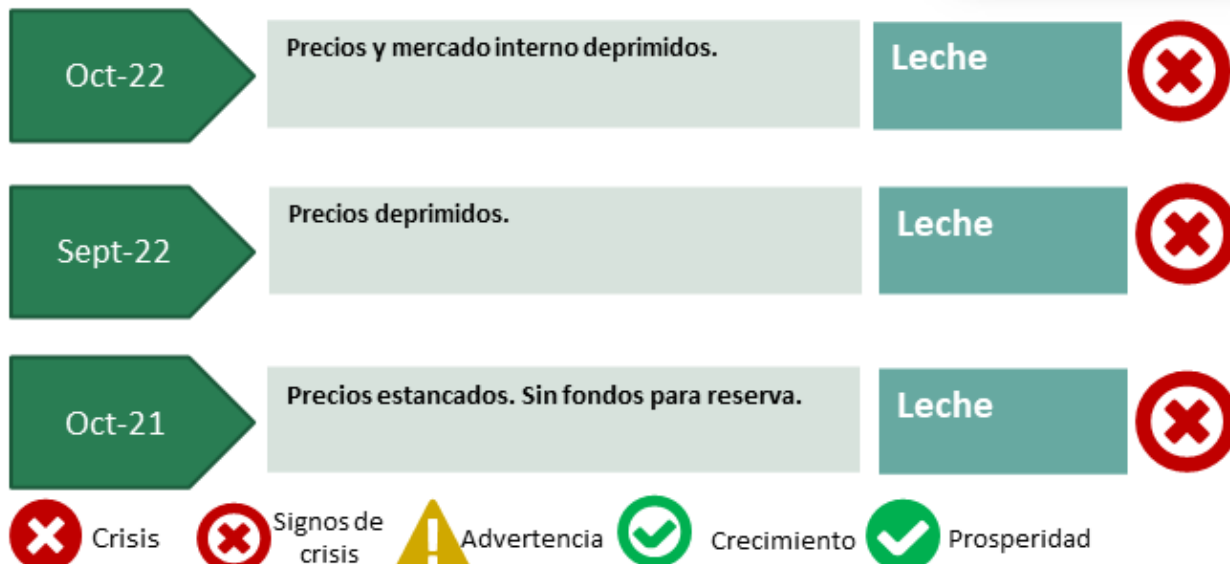 Oct-22
Precios y mercado interno deprimidos.
Leche
Sept-22
Precios deprimidos.
Leche
Oct-21
Precios estancados. Sin fondos para reserva.
Leche
Crisis
Signos de
crisis
Advertencia
Crecimiento
Prosperidad